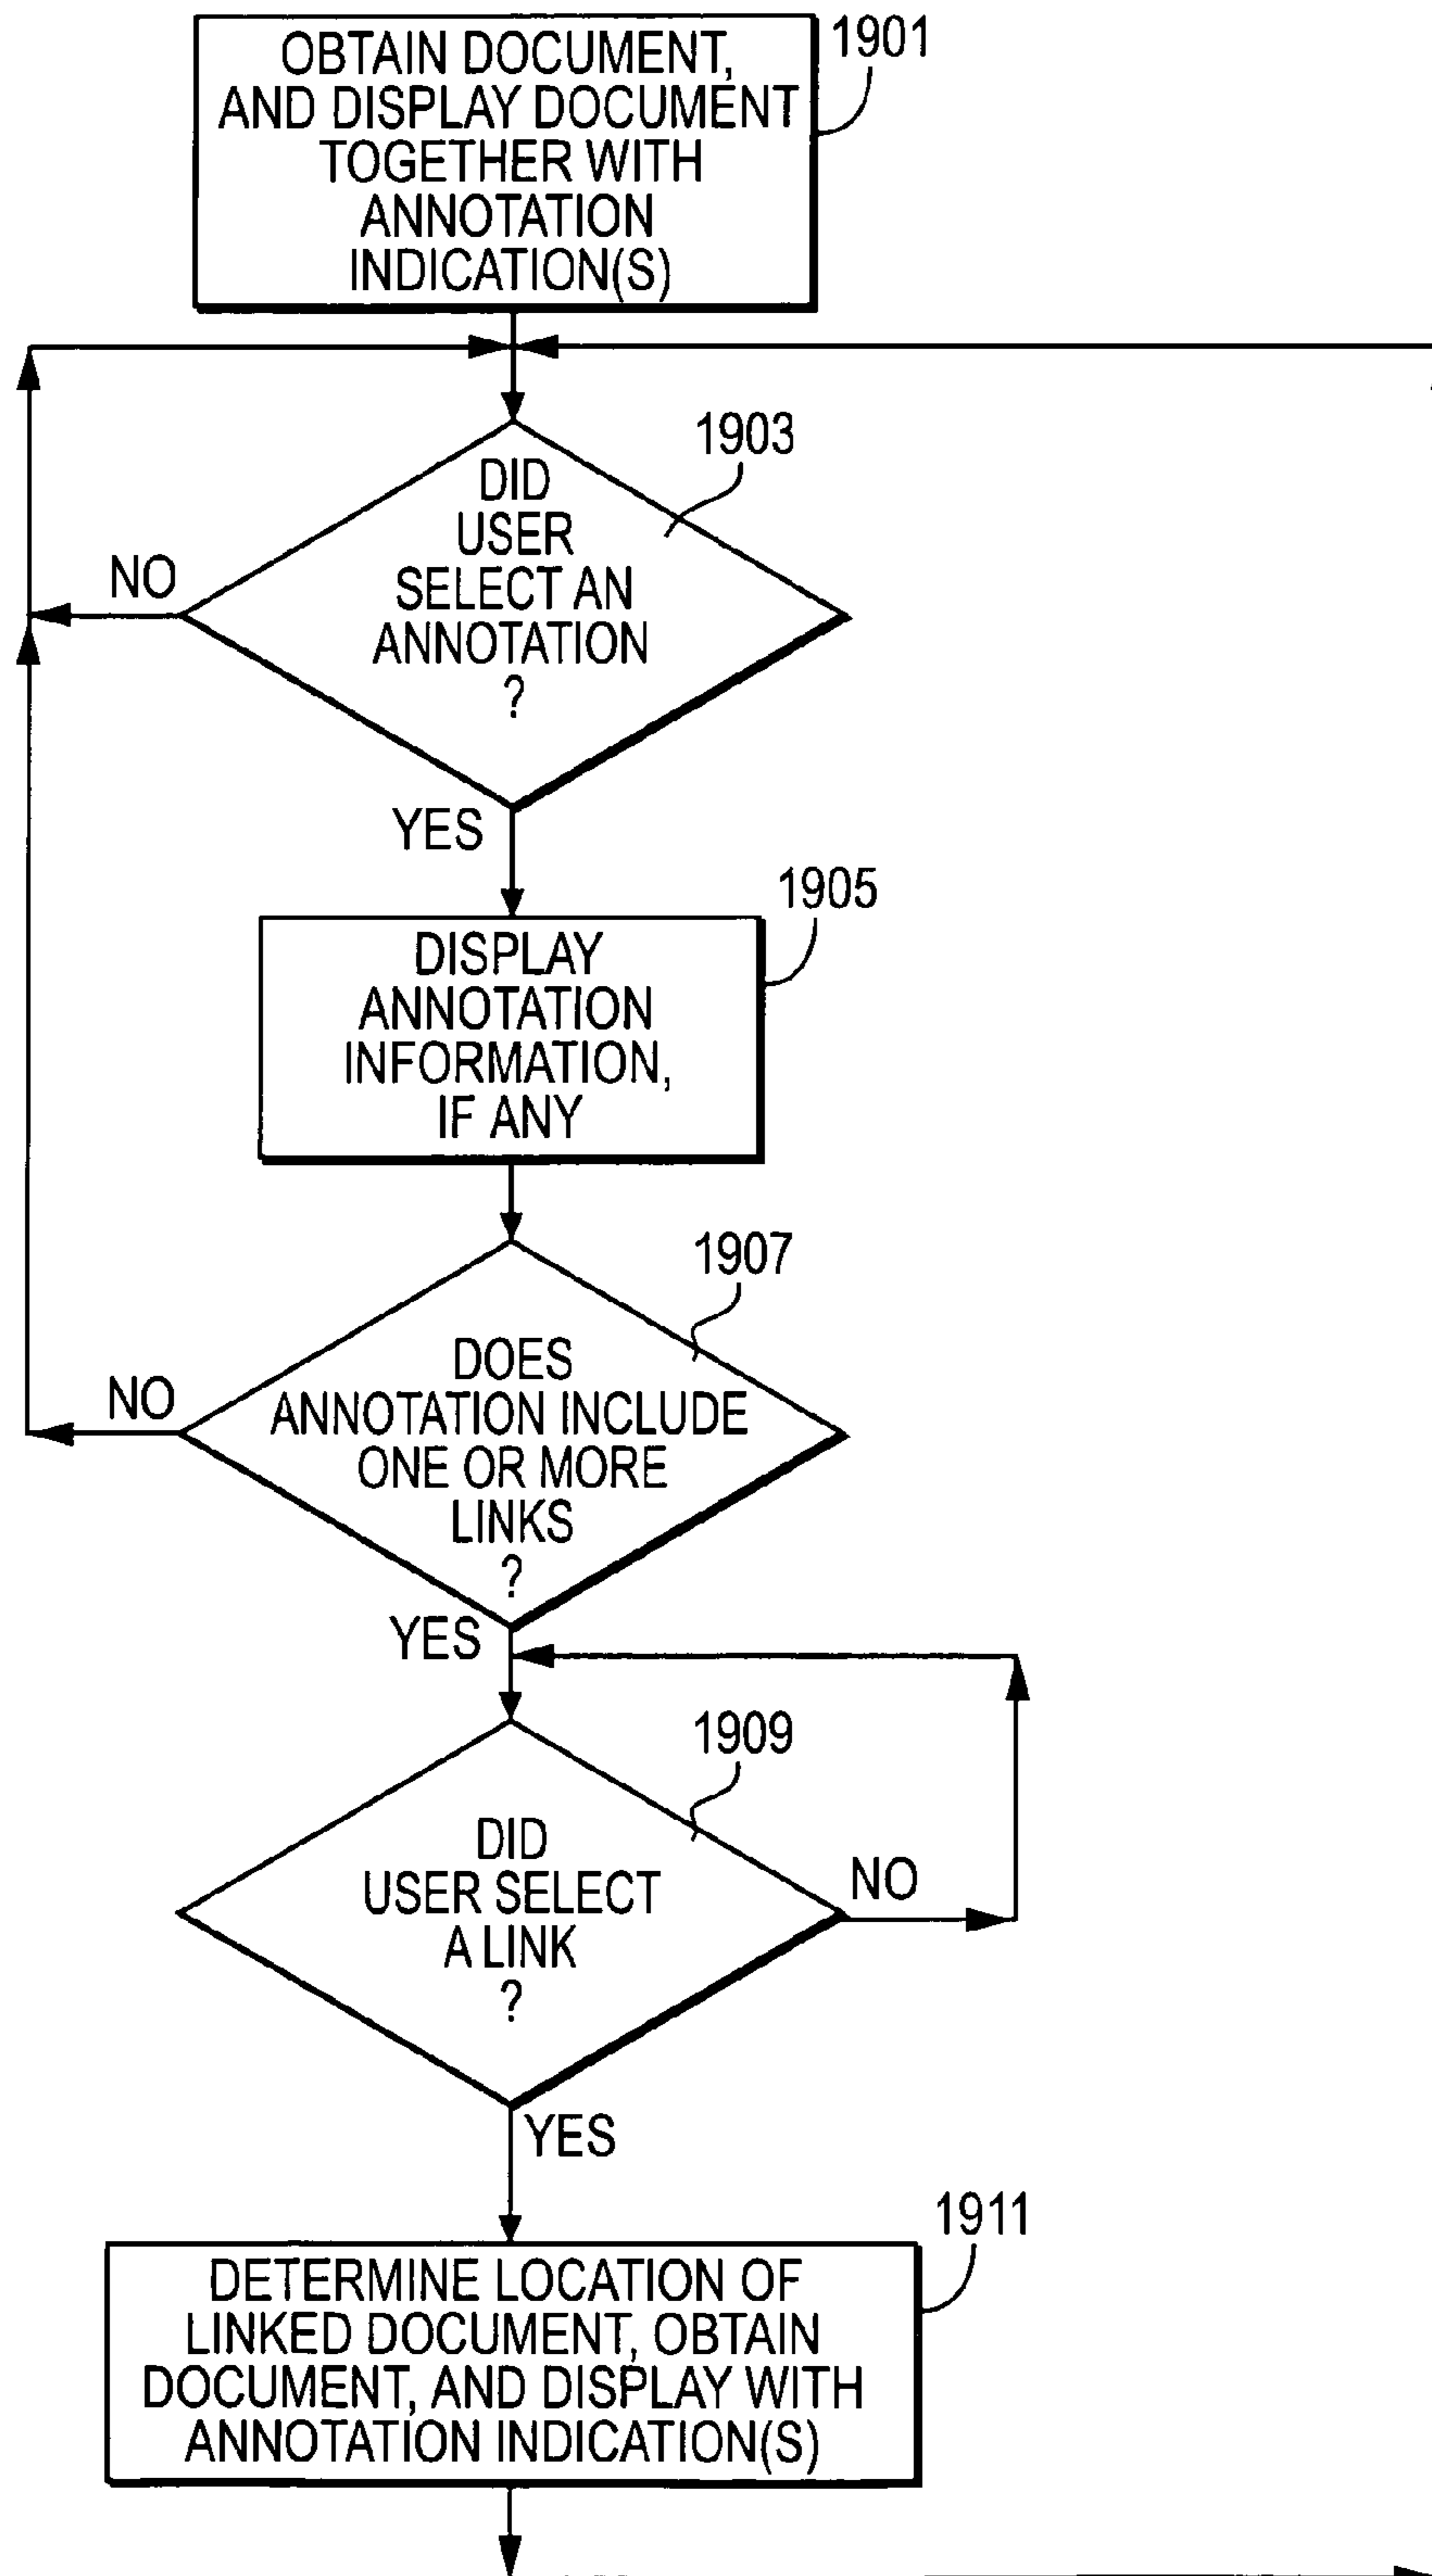 OBTAIN DOCUMENT,
AND DISPLAY DOCUMENT
TOGETHER WITH
ANNOTATION
INDICATION(S)
1901
1903
DID
USER
SELECT AN
ANNOTATION
?
NO
YES
1905
DISPLAY
ANNOTATION
INFORMATION,
IF ANY
1907
DOES
ANNOTATION INCLUDE
ONE OR MORE
LINKS
?
NO
YES
1909
DID
USER SELECT
A LINK
?
NO
YES
1911
DETERMINE LOCATION OF
LINKED DOCUMENT, OBTAIN
DOCUMENT, AND DISPLAY WITH
ANNOTATION INDICATION(S)